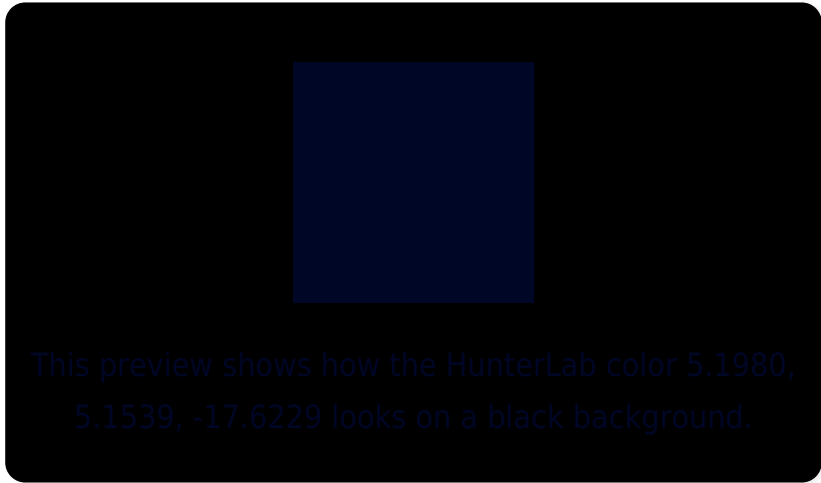 This preview shows how the HunterLab color 5.1980,
5.1539, -17.6229 looks on a black background.